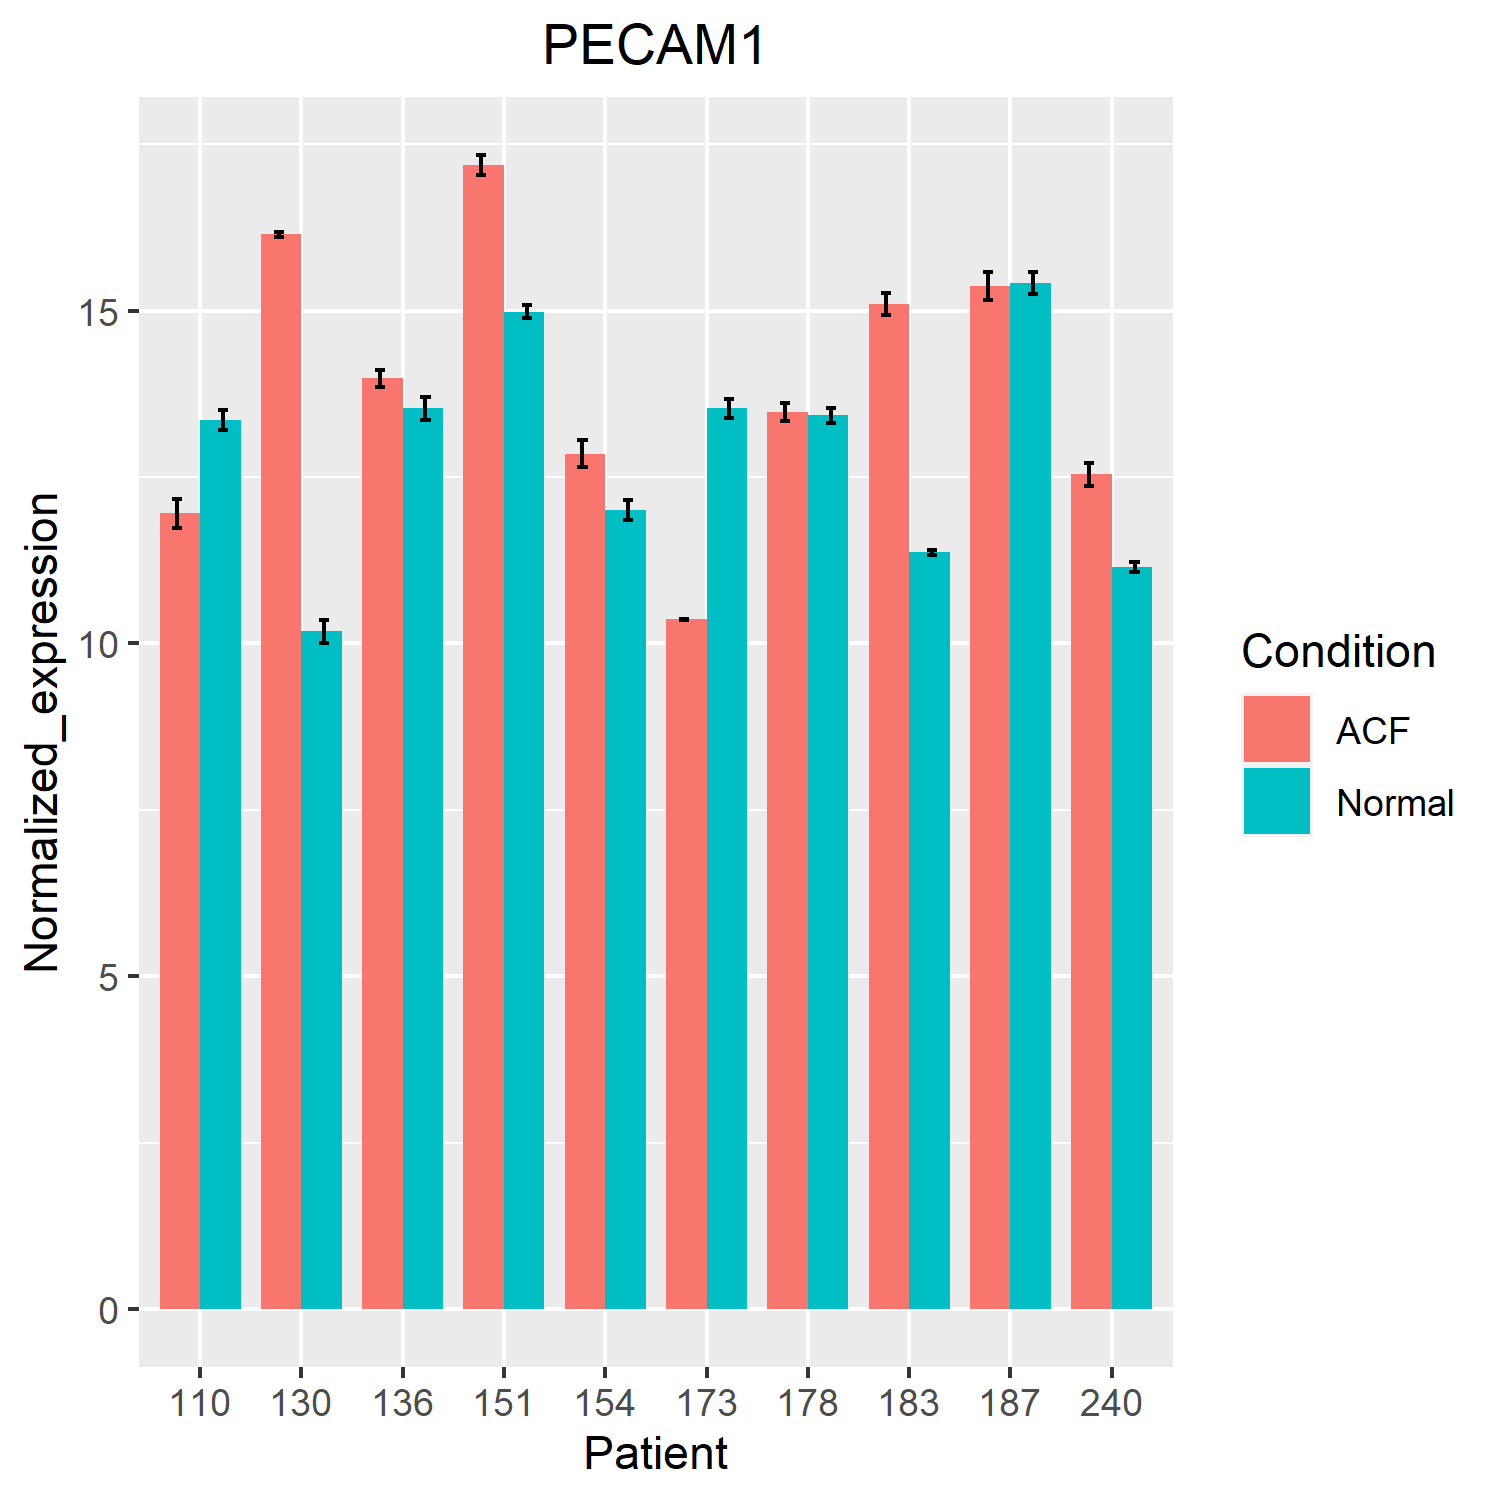 PECAM1
Normalized_expression
15
10
5
0
110 130 136 151 154 173 178 183 187 240
Patient
Condition
ACF
Normal